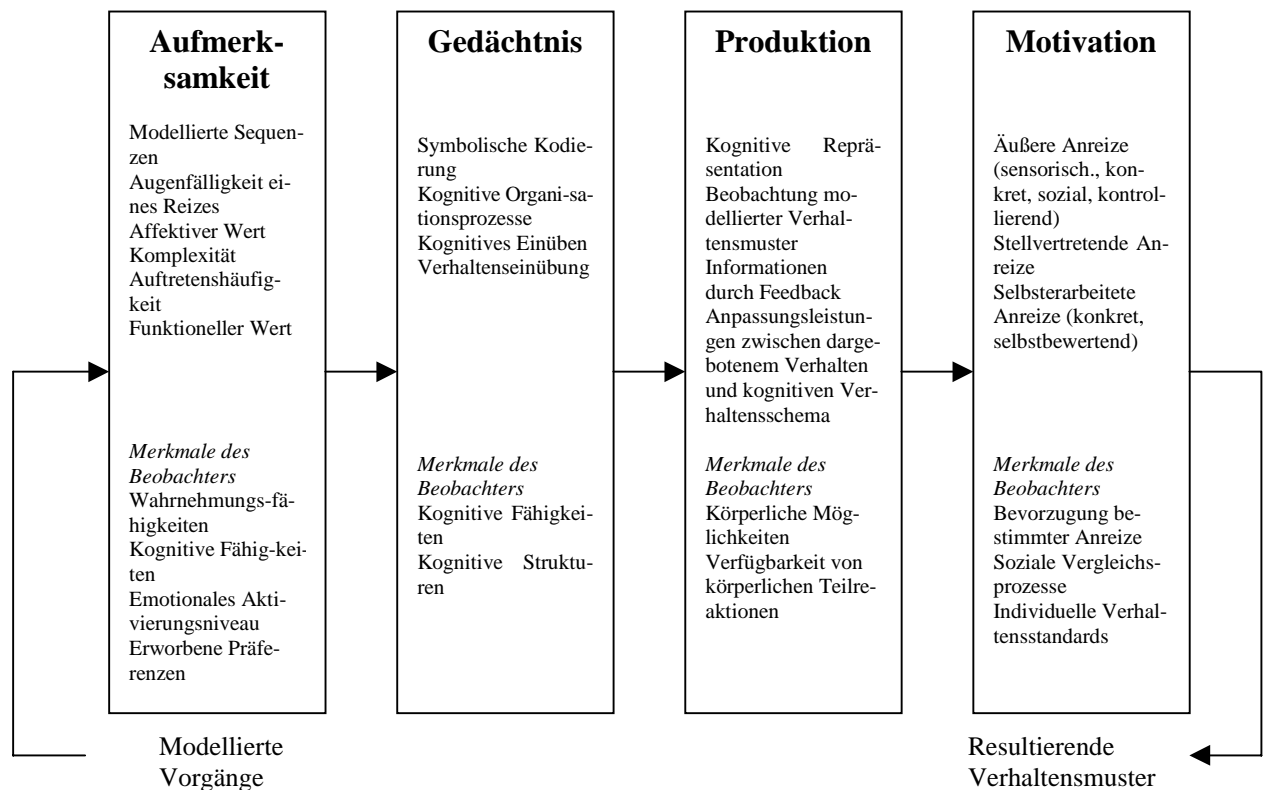 Aufmerk-
samkeit
Modellierte Sequen-
zen
Augenfälligkeit ei-
nes Reizes
Affektiver Wert
Komplexität
Auftretenshäufig-
keit
Funktioneller Wert
Merkmale des
Beobachters
Wahrnehmungs-fä-
higkeiten
Kognitive Fähig-kei-
ten
Emotionales Akti-
vierungsniveau
Erworbene Präfe-
renzen
Gedächtnis
Symbolische Kodie-
rung
Kognitive Organi-sa-
tionsprozesse
Kognitives Einüben
Verhaltenseinübung
Merkmale des
Beobachters
Kognitive Fähigkei-
ten
Kognitive Struktu-
ren
Produktion
Kognitive Reprä-
sentation
Beobachtung mo-
dellierter Verhal-
tensmuster
Informationen
durch Feedback
Anpassungsleistun-
gen zwischen darge-
botenem Verhalten
und kognitiven Ver-
haltensschema
Merkmale des
Beobachters
Körperliche Mög-
lichkeiten
Verfügbarkeit von
körperlichen Teilre-
aktionen
Motivation
Äußere Anreize
(sensorisch., kon-
kret, sozial, kontrol-
lierend)
Stellvertretende An-
reize
Selbsterarbeitete
Anreize (konkret,
selbstbewertend)
Merkmale des
Beobachters
Bevorzugung be-
stimmter Anreize
Soziale Vergleichs-
prozesse
Individuelle Verhal-
tensstandards
Modellierte
Vorgänge
Resultierende
Verhaltensmuster